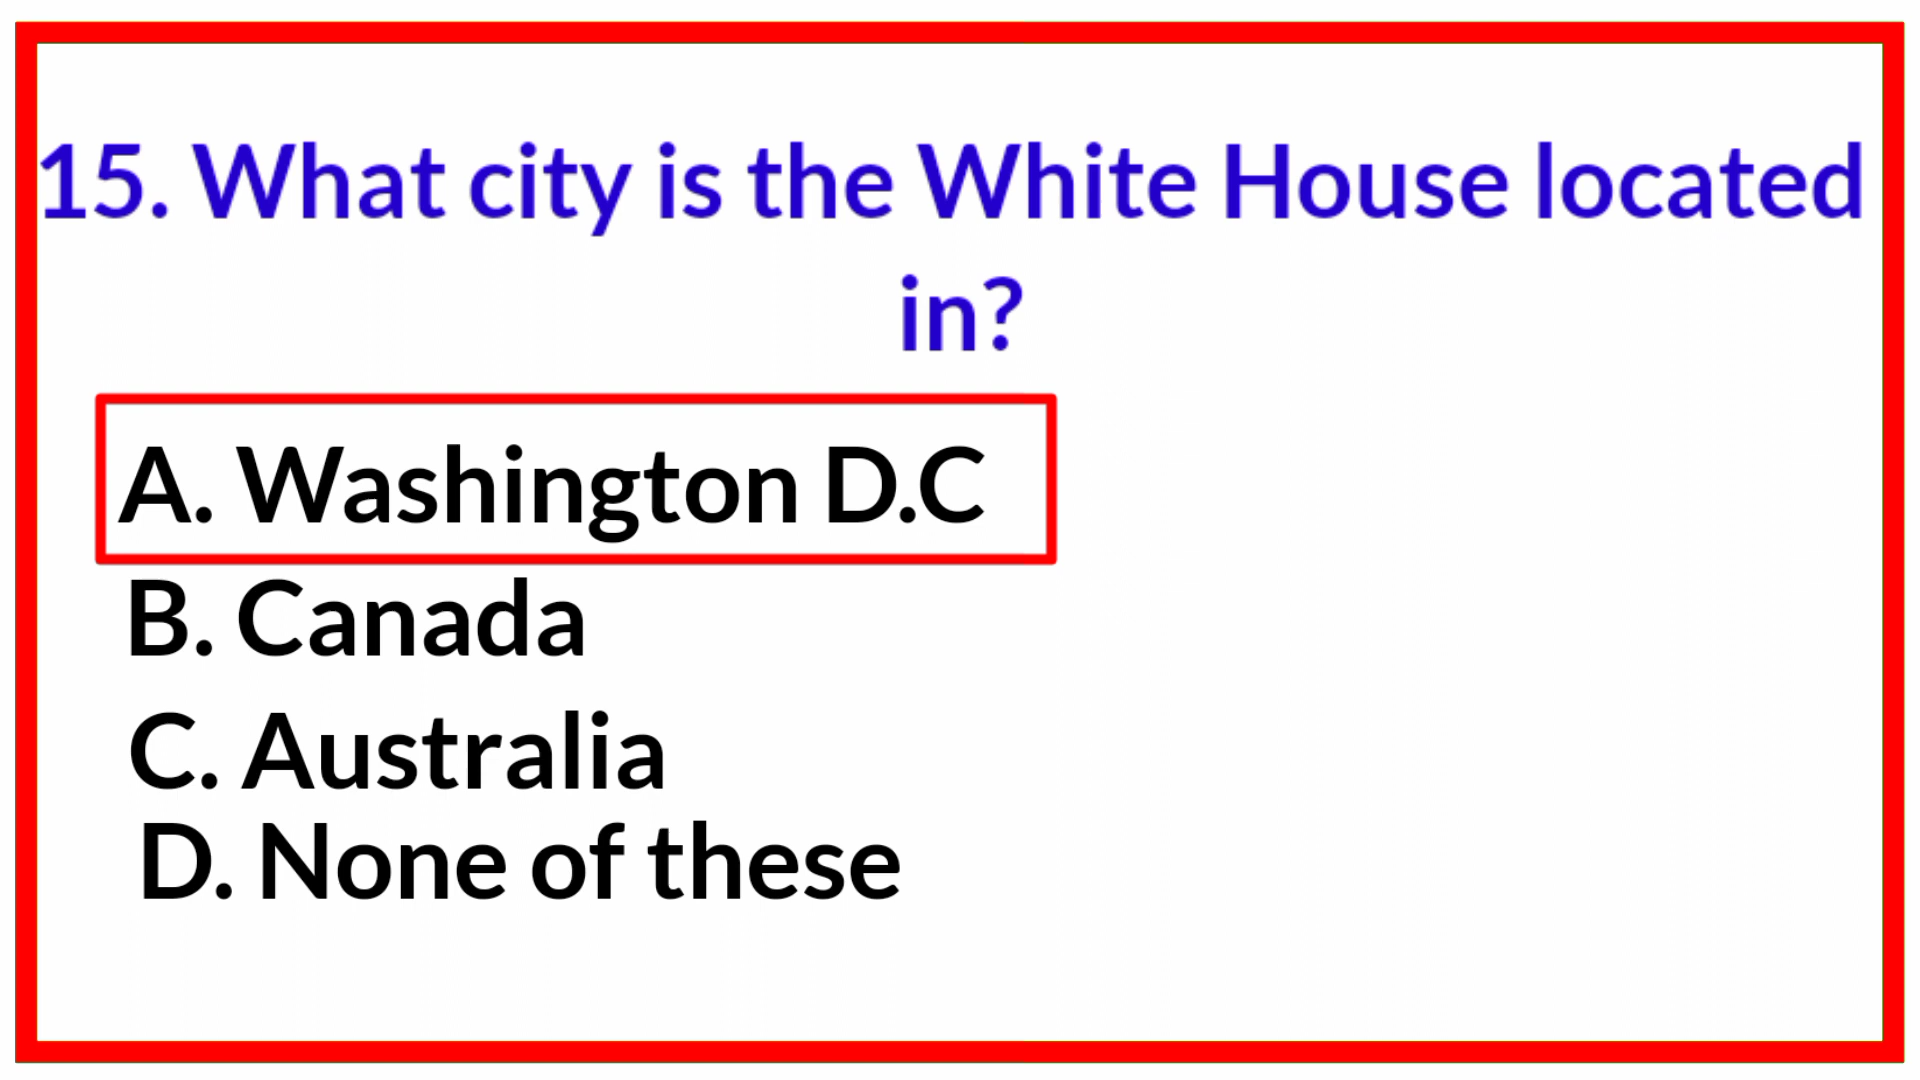 15. What city is the White House located
in?
A. Washington D.C
B. Canada
C. Australia
D. None of these